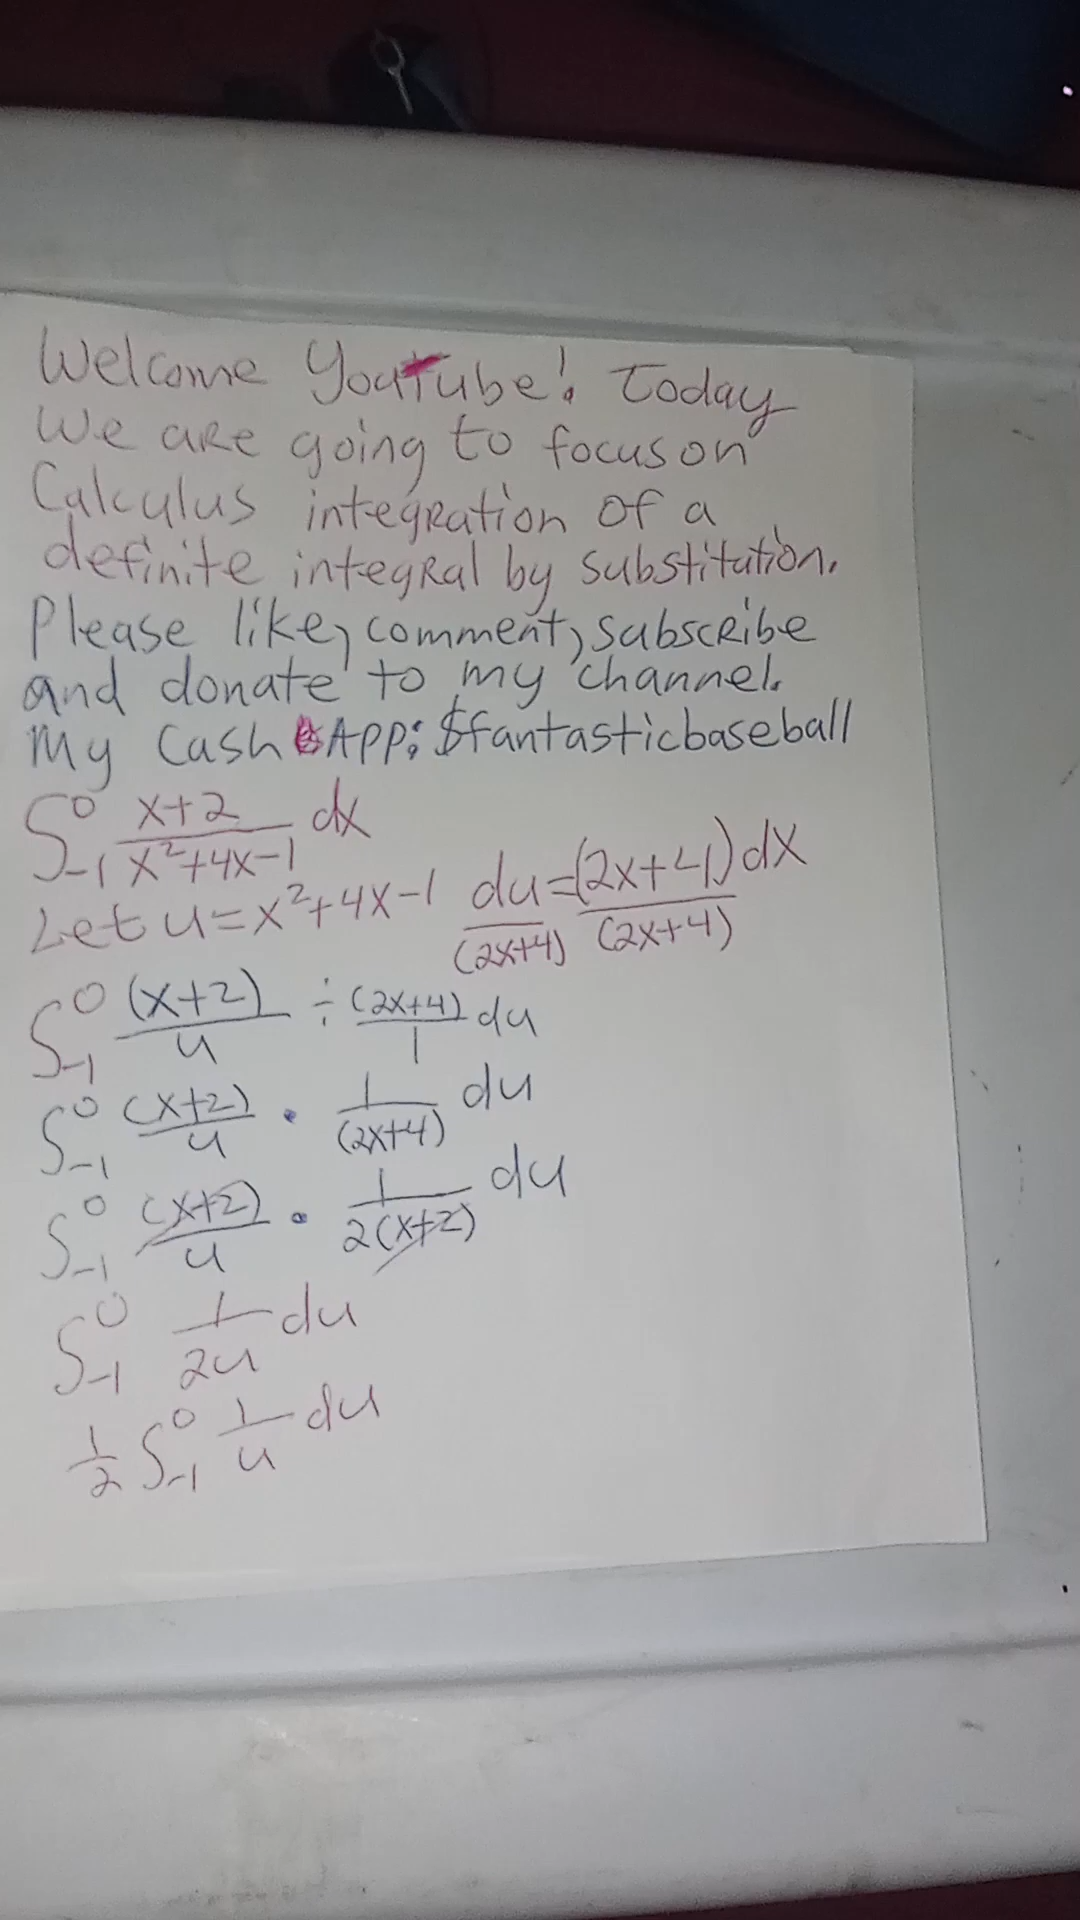 Welcome YouTube! Today
We are going to focus on
Calculus integration of a
definite integral by substitution.
Please like, comment, subscribe
and donate to my channel.
My Cash App: $fantasticbaseball
∫₋₁⁰ (x+2)/(x²+4x-1) dx
Let u=x²+4x-1 du/(2x+4) = (2x+4)dx/(2x+4)
∫₋₁⁰ (x+2)/u ÷ (2x+4)/1 du
∫₋₁⁰ (x+2)/u · 1/(2x+4) du
∫₋₁⁰ (x+2)/u · 1/2(x+2) du
∫₋₁⁰ 1/2u du
1/2 ∫₋₁⁰ 1/u du